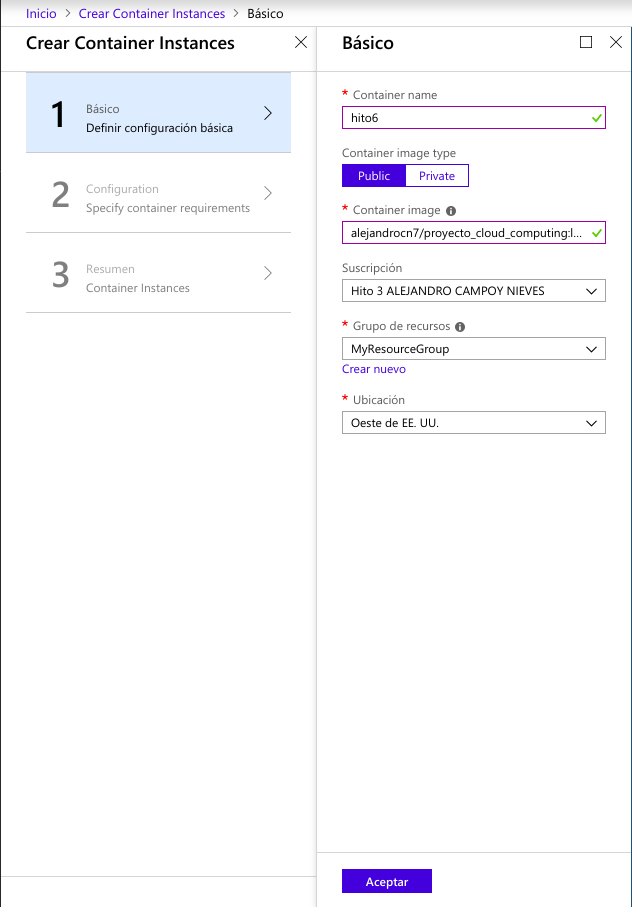 Inicio > Crear Container Instances > Básico
Crear Container Instances
1
Básico
Definir configuración básica
2
Configuration
Specify container requirements
3
Resumen
Container Instances
Básico
* Container name
hito6
Container image type
Public
Private
* Container image
alejandrocn7/proyecto_cloud_computing:l...
Suscripción
Hito 3 ALEJANDRO CAMPOY NIEVES
* Grupo de recursos
MyResourceGroup
Crear nuevo
* Ubicación
Oeste de EE. UU.
Aceptar